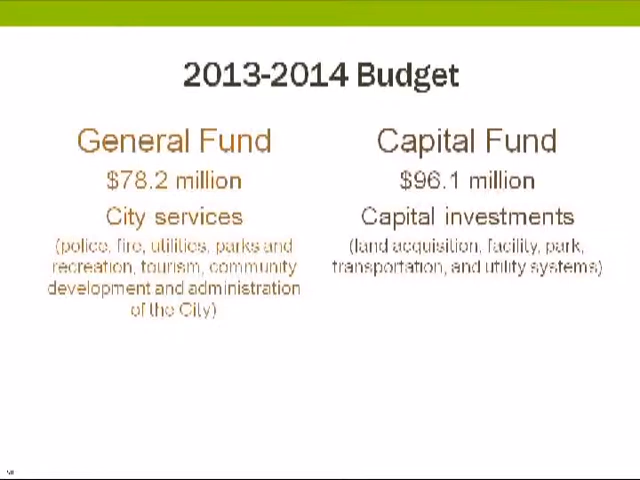 2013-2014 Budget
General Fund
$78.2 million
City services
(police, fire, utilities, parks and
recreation, tourism, community
development and administration
of the City)
Capital Fund
$96.1 million
Capital investments
(land acquisition, facility, park,
transportation, and utility systems)